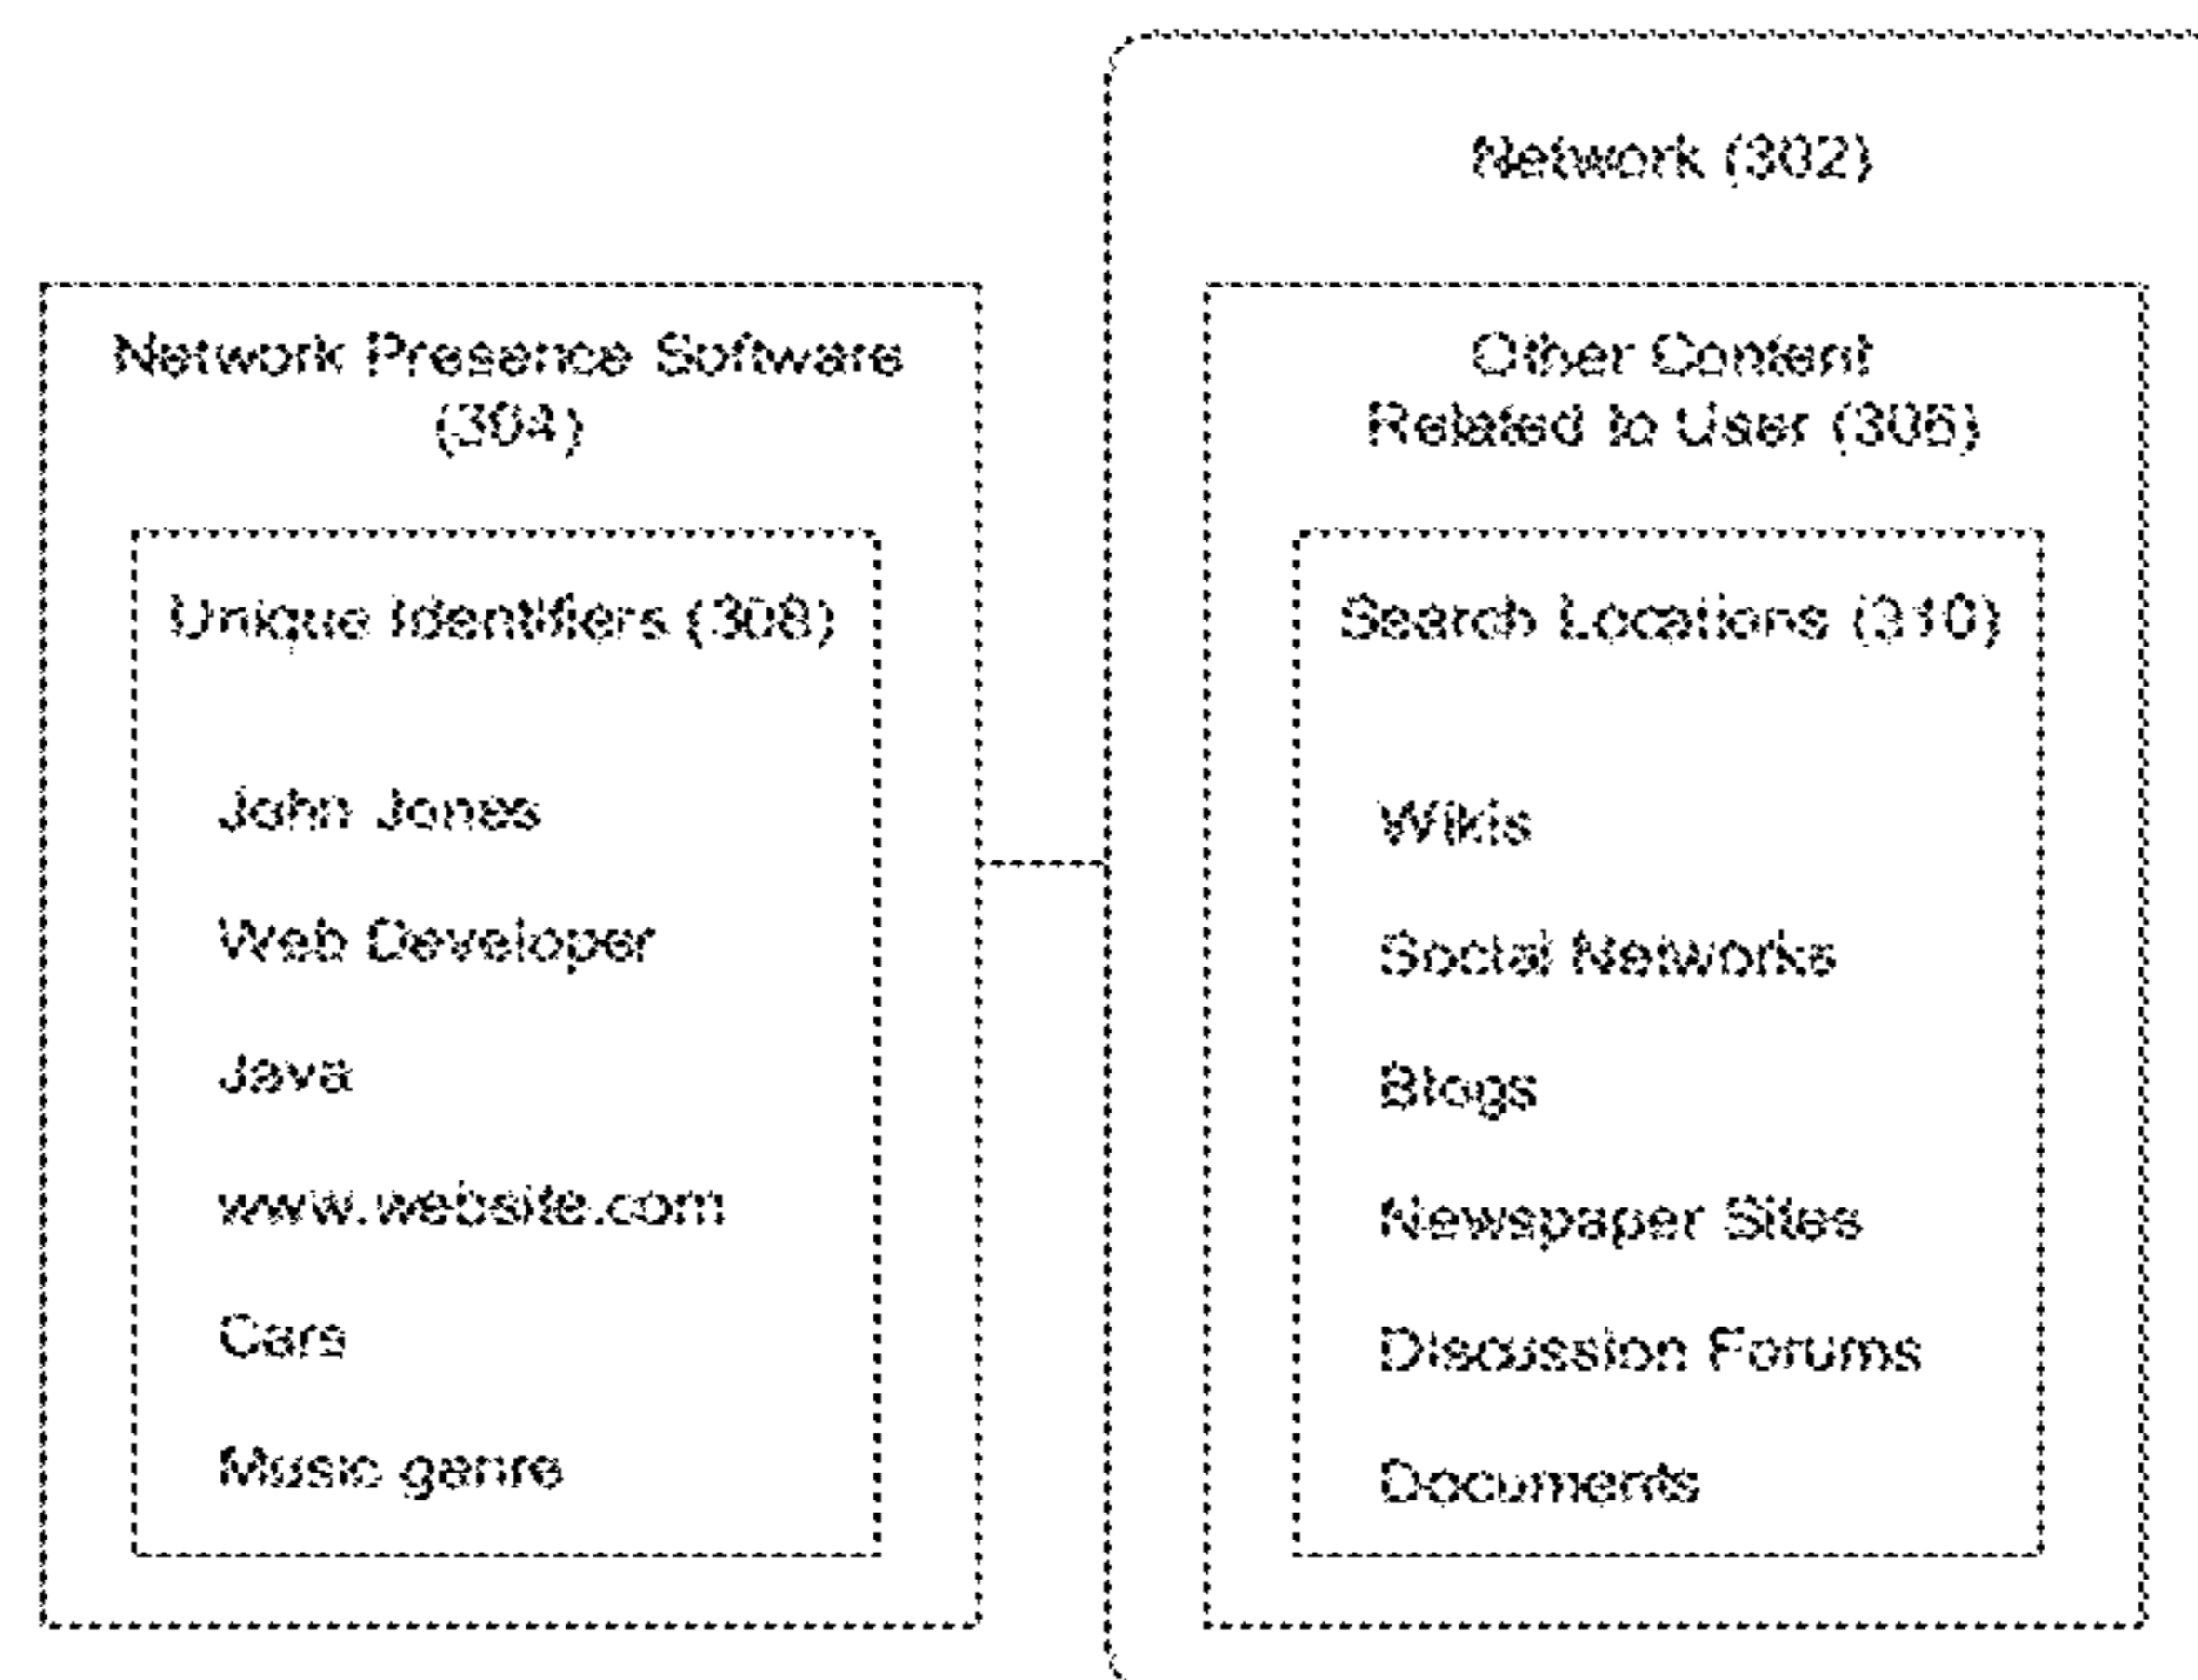 Network (302)
Network Presence Software
(304)
Unique Identifiers (308)
John Jones
Web Developer
Java
www.website.com
Cars
Music genre
Other Content
Related to User (306)
Search Locations (310)
Wikis
Social Networks
Blogs
Newspaper Sites
Discussion Forums
Documents